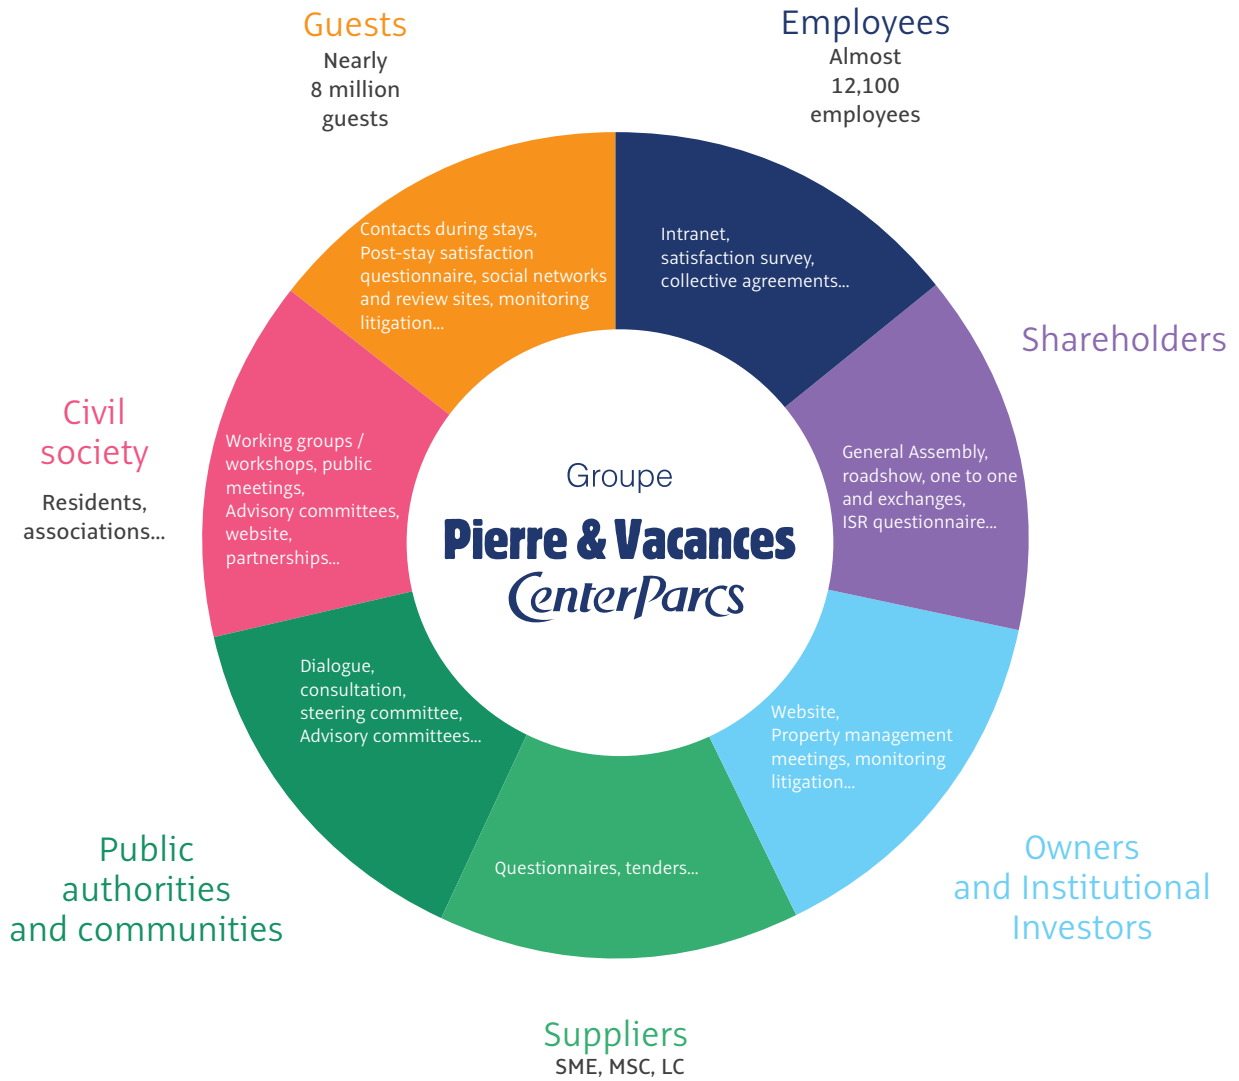 Guests
Nearly
8 million
guests
Employees
Almost
12,100
employees
Contacts during stays,
Post-stay satisfaction
questionnaire, social networks
and review sites, monitoring
litigation...
Intranet,
satisfaction survey,
collective agreements...
Shareholders
General Assembly,
roadshow, one to one
and exchanges,
ISR questionnaire...
Civil
society
Residents,
associations...
Working groups /
workshops, public
meetings,
Advisory committees,
website,
partnerships...
Groupe
Pierre & Vacances
CenterParcs
Dialogue,
consultation,
steering committee,
Advisory committees...
Website,
Property management
meetings, monitoring
litigation...
Questionnaires, tenders...
Public
authorities
and communities
Owners
and Institutional
Investors
Suppliers
SME, MSC, LC